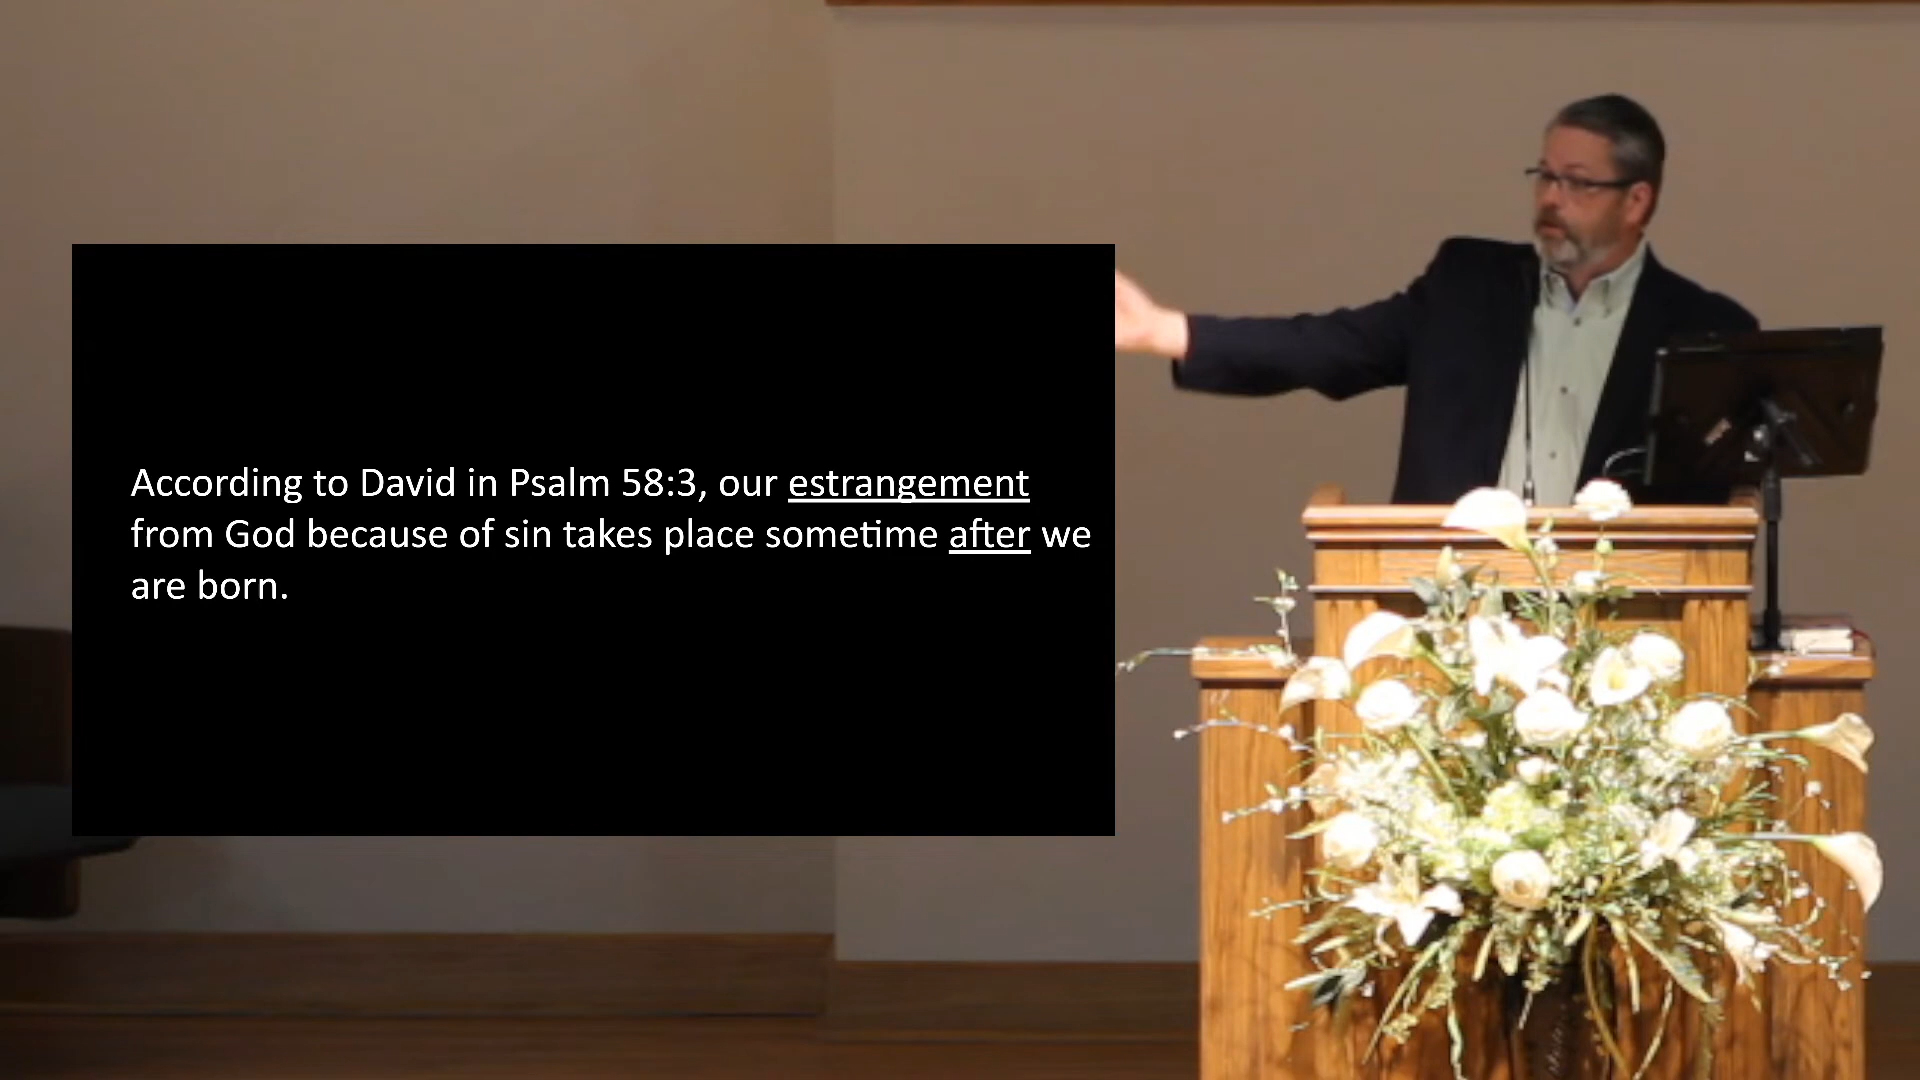 According to David in Psalm 58:3, our estrangement
from God because of sin takes place sometime after we
are born.